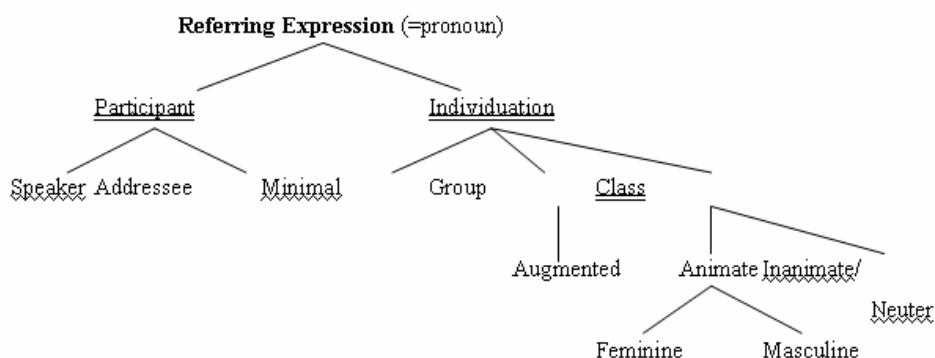 Referring Expression (=pronoun)
Participant Individuation
Speaker Addressee Minimal Group Class
Augmented Animate Inanimate/
Neuter
Feminine Masculine